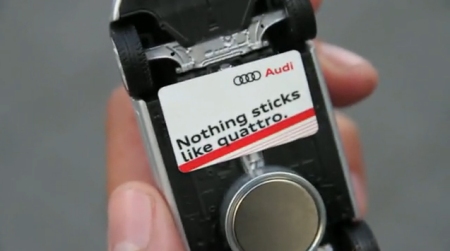 Audi
Nothing sticks
like quattro.